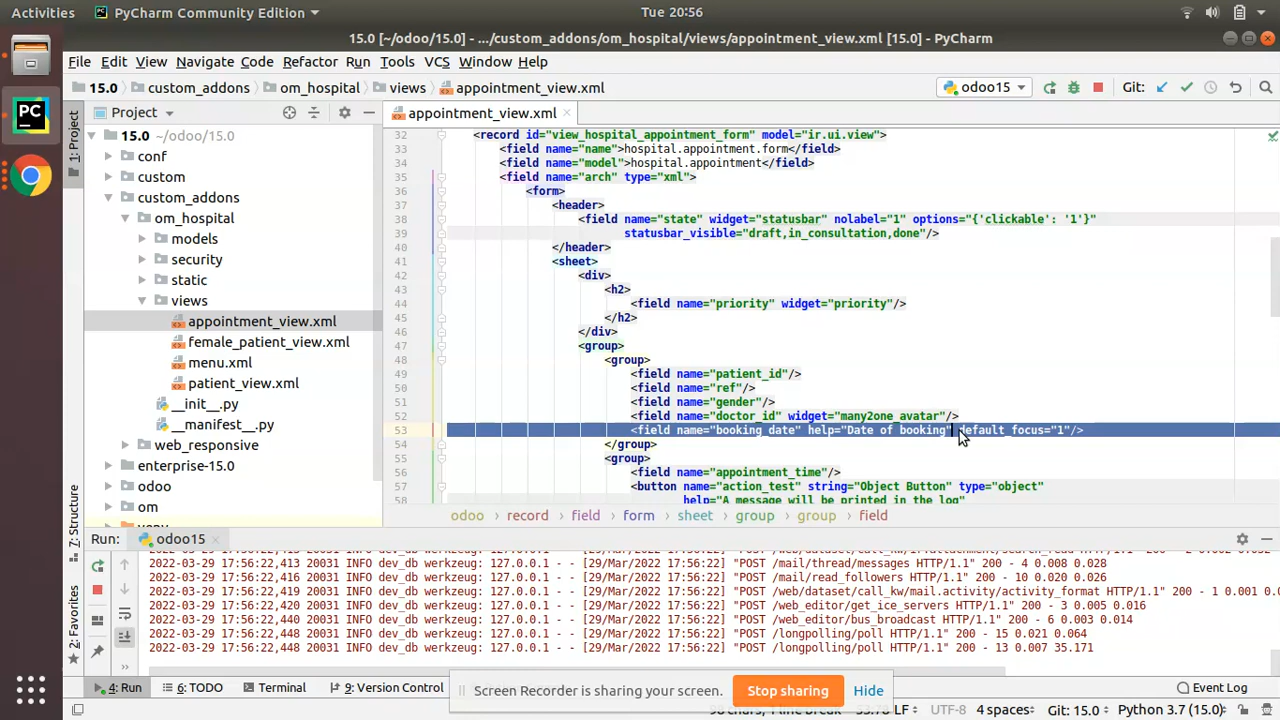 Activities PyCharm Community Edition Tue 20:56
15.0 [~/odoo/15.0] - .../custom_addons/om_hospital/views/appointment_view.xml [15.0] - PyCharm
File Edit View Navigate Code Refactor Run Tools VCS Window Help
15.0 custom_addons om_hospital views appointment_view.xml odoo15 Git:
Project appointment_view.xml
1: Project
7: Structure
2: Favorites
15.0 ~/odoo/15.0
conf
custom
custom_addons
om_hospital
models
security
static
views
appointment_view.xml
female_patient_view.xml
menu.xml
patient_view.xml
__init__.py
__manifest__.py
web_responsive
enterprise-15.0
odoo
om
32 <record id="view_hospital_appointment_form" model="ir.ui.view">
33 <field name="name">hospital.appointment.form</field>
34 <field name="model">hospital.appointment</field>
35 <field name="arch" type="xml">
36 <form>
37 <header>
38 <field name="state" widget="statusbar" nolabel="1" options="{'clickable': '1'}"
39 statusbar_visible="draft,in_consultation,done"/>
40 </header>
41 <sheet>
42 <div>
43 <h2>
44 <field name="priority" widget="priority"/>
45 </h2>
46 </div>
47 <group>
48 <group>
49 <field name="patient_id"/>
50 <field name="ref"/>
51 <field name="gender"/>
52 <field name="doctor_id" widget="many2one_avatar"/>
53 <field name="booking_date" help="Date of booking" default_focus="1"/>
54 </group>
55 <group>
56 <field name="appointment_time"/>
57 <button name="action_test" string="Object Button" type="object"
58 help="A message will be printed in the log"
odoo record field form sheet group group field
Run: odoo15
2022-03-29 17:56:22,413 20031 INFO dev_db werkzeug: 127.0.0.1 - - [29/Mar/2022 17:56:22] "POST /mail/thread/messages HTTP/1.1" 200 - 4 0.008 0.028
2022-03-29 17:56:22,416 20031 INFO dev_db werkzeug: 127.0.0.1 - - [29/Mar/2022 17:56:22] "POST /mail/read_followers HTTP/1.1" 200 - 10 0.020 0.026
2022-03-29 17:56:22,419 20031 INFO dev_db werkzeug: 127.0.0.1 - - [29/Mar/2022 17:56:22] "POST /web/dataset/call_kw/mail.activity/activity_format HTTP/1.1" 200 - 1 0.001 0.0
2022-03-29 17:56:22,420 20031 INFO dev_db werkzeug: 127.0.0.1 - - [29/Mar/2022 17:56:22] "POST /web_editor/get_ice_servers HTTP/1.1" 200 - 3 0.005 0.016
2022-03-29 17:56:22,440 20031 INFO dev_db werkzeug: 127.0.0.1 - - [29/Mar/2022 17:56:22] "POST /web_editor/bus_broadcast HTTP/1.1" 200 - 6 0.003 0.014
2022-03-29 17:56:22,448 20031 INFO dev_db werkzeug: 127.0.0.1 - - [29/Mar/2022 17:56:22] "POST /longpolling/poll HTTP/1.1" 200 - 15 0.021 0.064
2022-03-29 17:56:22,448 20031 INFO dev_db werkzeug: 127.0.0.1 - - [29/Mar/2022 17:56:22] "POST /longpolling/poll HTTP/1.1" 200 - 13 0.007 35.171
4: Run 6: TODO Terminal 9: Version Control Event Log
Screen Recorder is sharing your screen. Stop sharing Hide
LF UTF-8 4 spaces Git: 15.0 Python 3.7 (15.0)